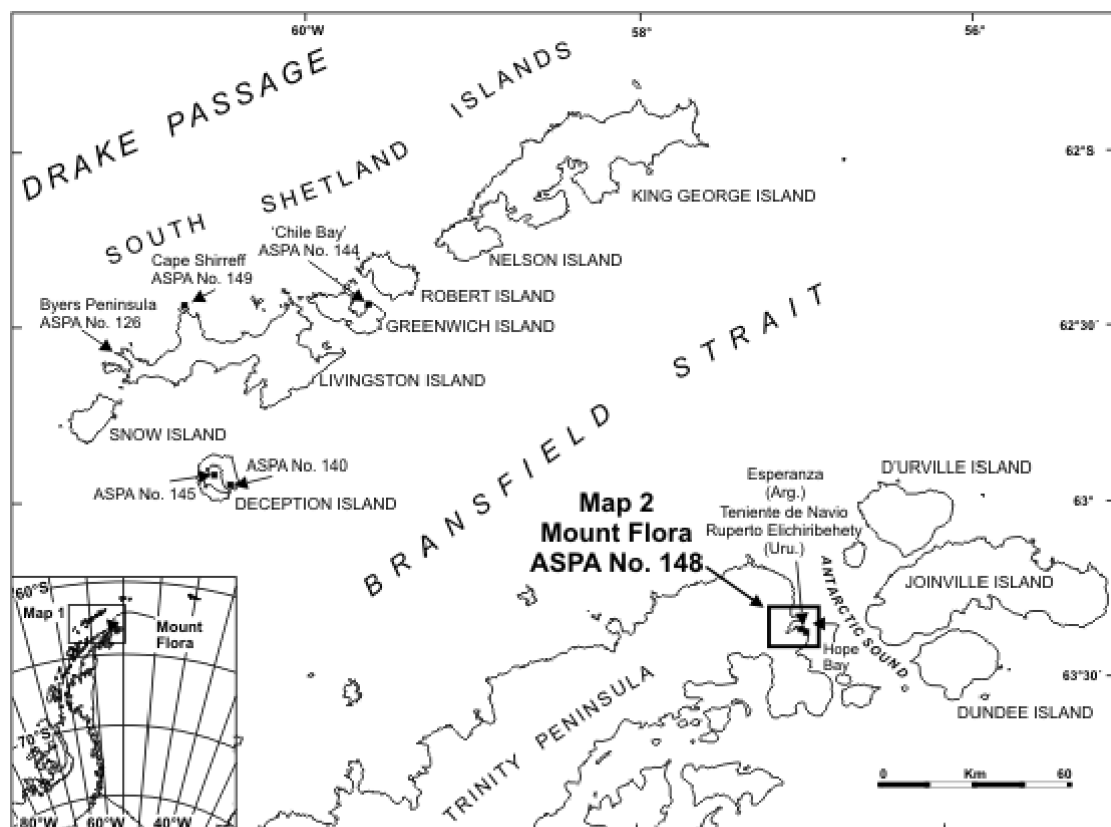 60°W
58°
56°
DRAKE PASSAGE
SOUTH SHETLAND ISLANDS
62°S
KING GEORGE ISLAND
'Chile Bay'
ASPA No. 144
NELSON ISLAND
Cape Shirreff
ASPA No. 149
ROBERT ISLAND
Byers Peninsula
ASPA No. 126
GREENWICH ISLAND
62°30´
LIVINGSTON ISLAND
SNOW ISLAND
BRANSFIELD STRAIT
ASPA No. 140
ASPA No. 145
DECEPTION ISLAND
D'URVILLE ISLAND
63°
Esperanza
(Arg.)
Teniente de Navio
Ruperto Elichiribehety
(Uru.)
Map 2
Mount Flora
ASPA No. 148
ANTARCTIC SOUND
JOINVILLE ISLAND
Hope
Bay
63°30´
DUNDEE ISLAND
TRINITY PENINSULA
0 Km 60
60°S
Map 1
Mount
Flora
70°S
80°W 60°W 40°W